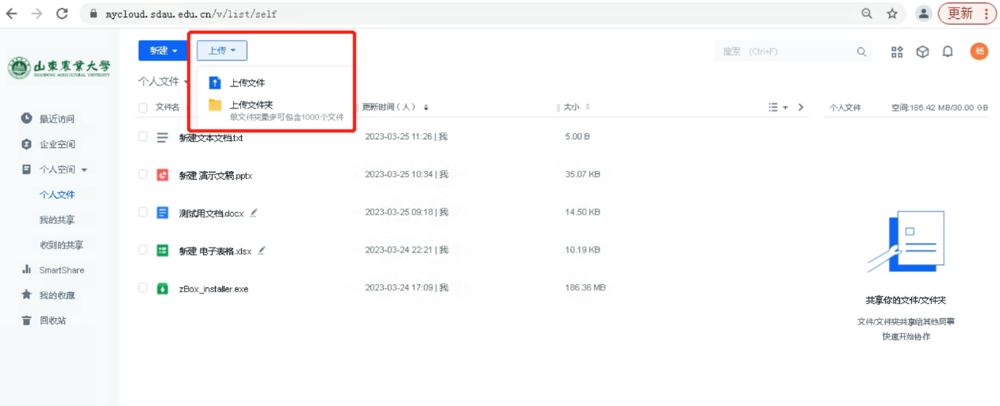 mycloud.sdau.edu.cn/v/list/self
更新
山東農業大學
SHANDONG AGRICULTURAL UNIVERSITY
新建
上传
搜索 (Ctrl+F)
杨
上传文件
上传文件夹
单文件夹最多可包含1000个文件
个人文件
文件名
更新时间(人)
大小
个人文件
空间:186.42 MB/30.00 GB
最近访问
企业空间
个人空间
个人文件
我的共享
收到的共享
SmartShare
我的收藏
回收站
新建文本文档.txt
2023-03-25 11:26 | 我
5.00 B
新建 演示文稿.pptx
2023-03-25 10:34 | 我
35.07 KB
测试用文档.docx
2023-03-25 09:18 | 我
14.50 KB
新建 电子表格.xlsx
2023-03-24 22:21 | 我
10.19 KB
zBox_installer.exe
2023-03-24 17:09 | 我
186.36 MB
共享你的文件/文件夹
文件/文件夹共享给其他同事
快速开始协作